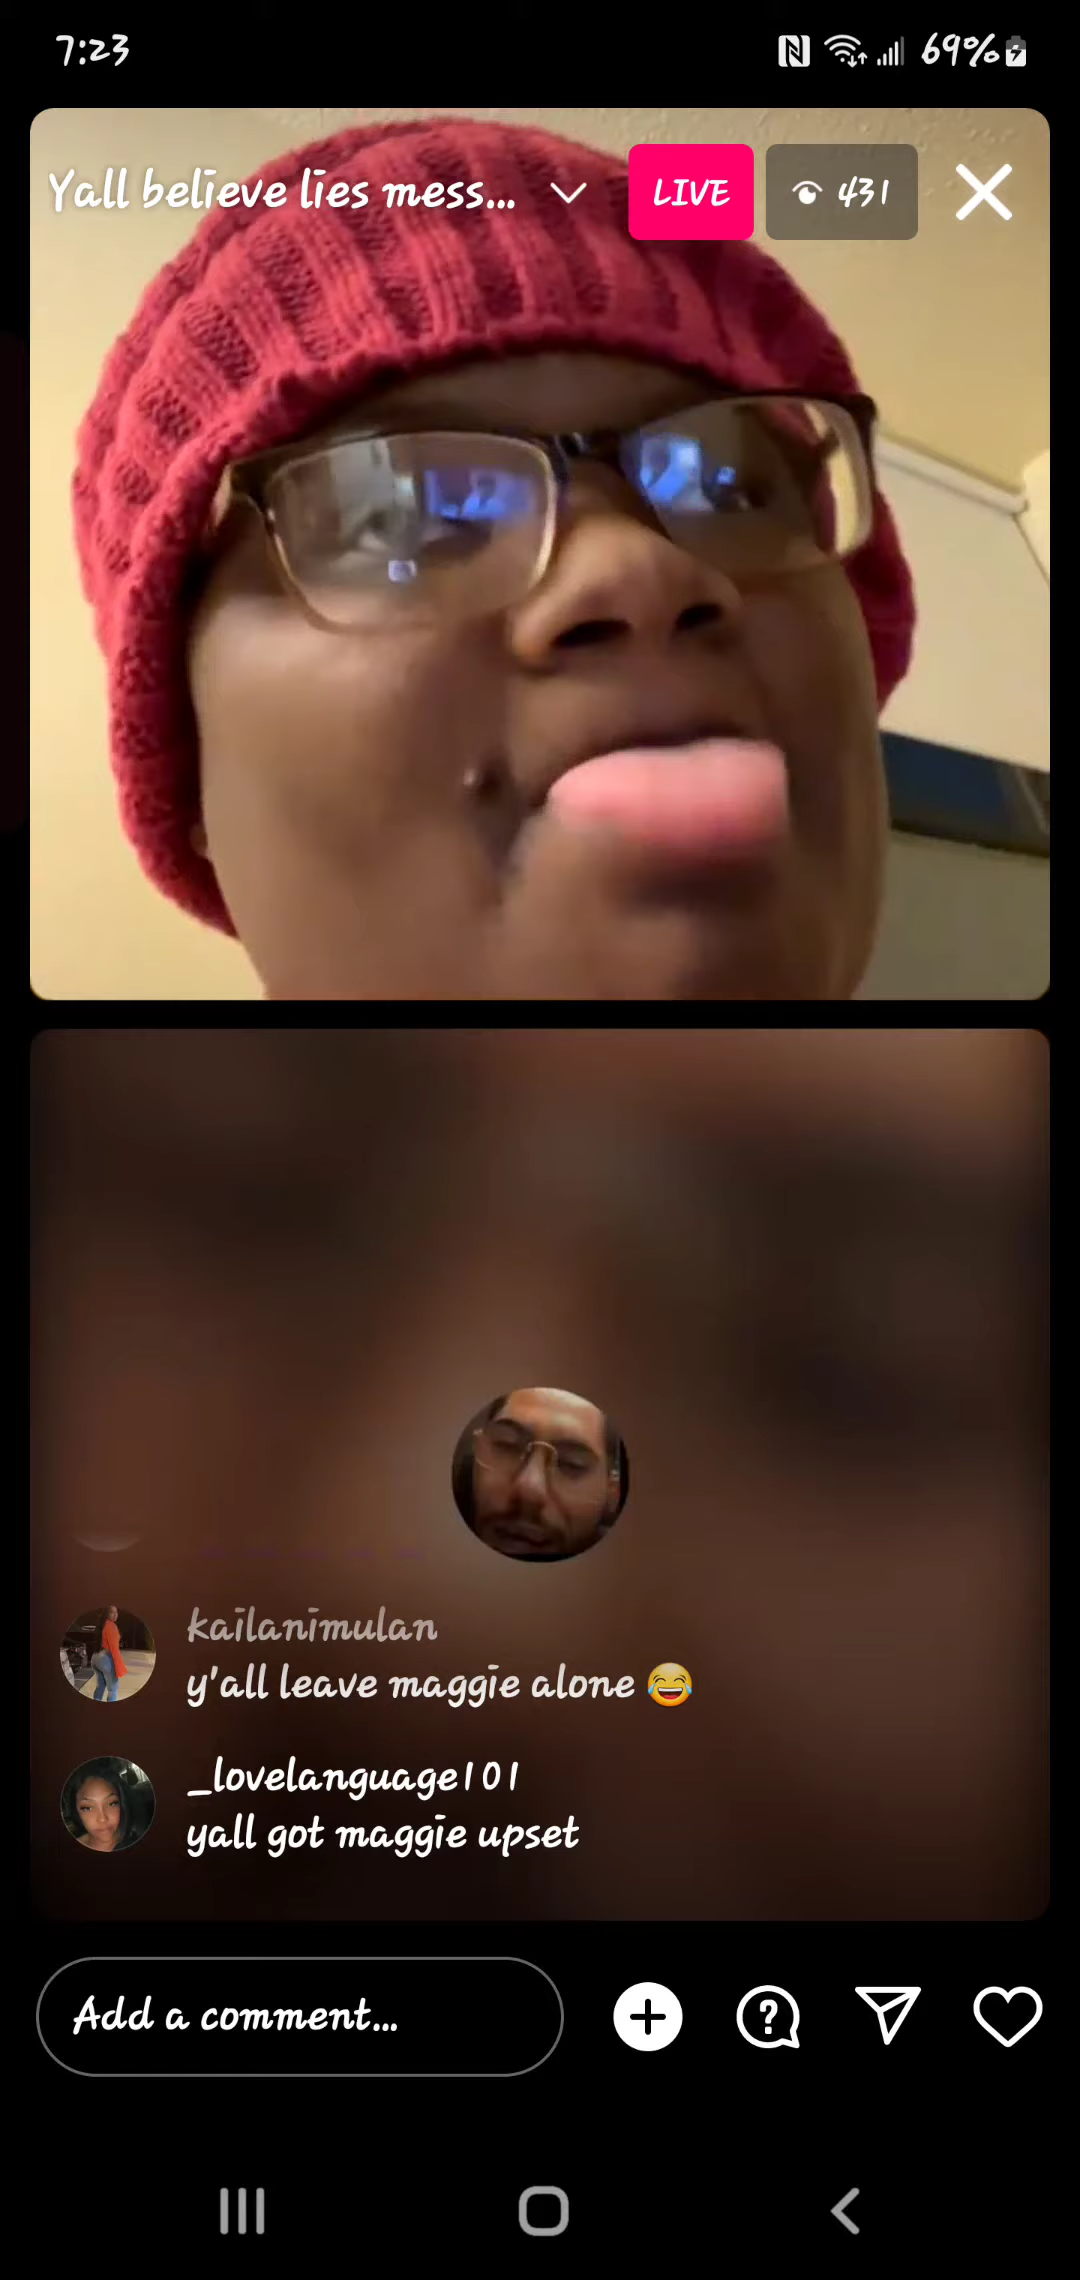 7:23
69%
Yall believe lies mess...
LIVE
431
kailanimulan
y'all leave maggie alone 😂
_lovelanguage101
yall got maggie upset
Add a comment...